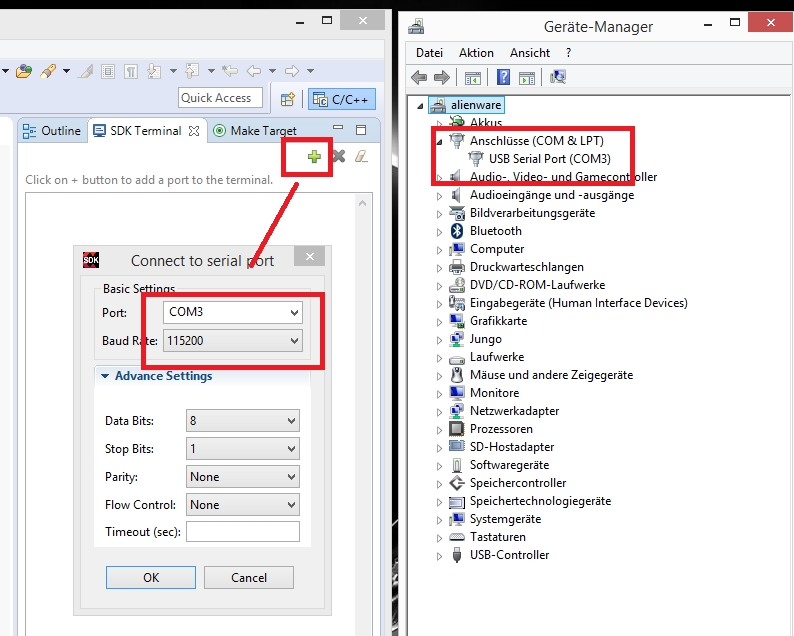 Quick Access
C/C++
Outline
SDK Terminal
Make Target
Click on + button to add a port to the terminal.
SDK
Connect to serial port
Basic Settings
Port:
COM3
Baud Rate:
115200
Advance Settings
Data Bits:
8
Stop Bits:
1
Parity:
None
Flow Control:
None
Timeout (sec):
OK
Cancel
Geräte-Manager
Datei Aktion Ansicht ?
alienware
Akkus
Anschlüsse (COM & LPT)
USB Serial Port (COM3)
Audio-, Video- und Gamecontroller
Audioeingänge und -ausgänge
Bildverarbeitungsgeräte
Bluetooth
Computer
Druckwarteschlangen
DVD/CD-ROM-Laufwerke
Eingabegeräte (Human Interface Devices)
Grafikkarte
Jungo
Laufwerke
Mäuse und andere Zeigegeräte
Monitore
Netzwerkadapter
Prozessoren
SD-Hostadapter
Softwaregeräte
Speichercontroller
Speichertechnologiegeräte
Systemgeräte
Tastaturen
USB-Controller